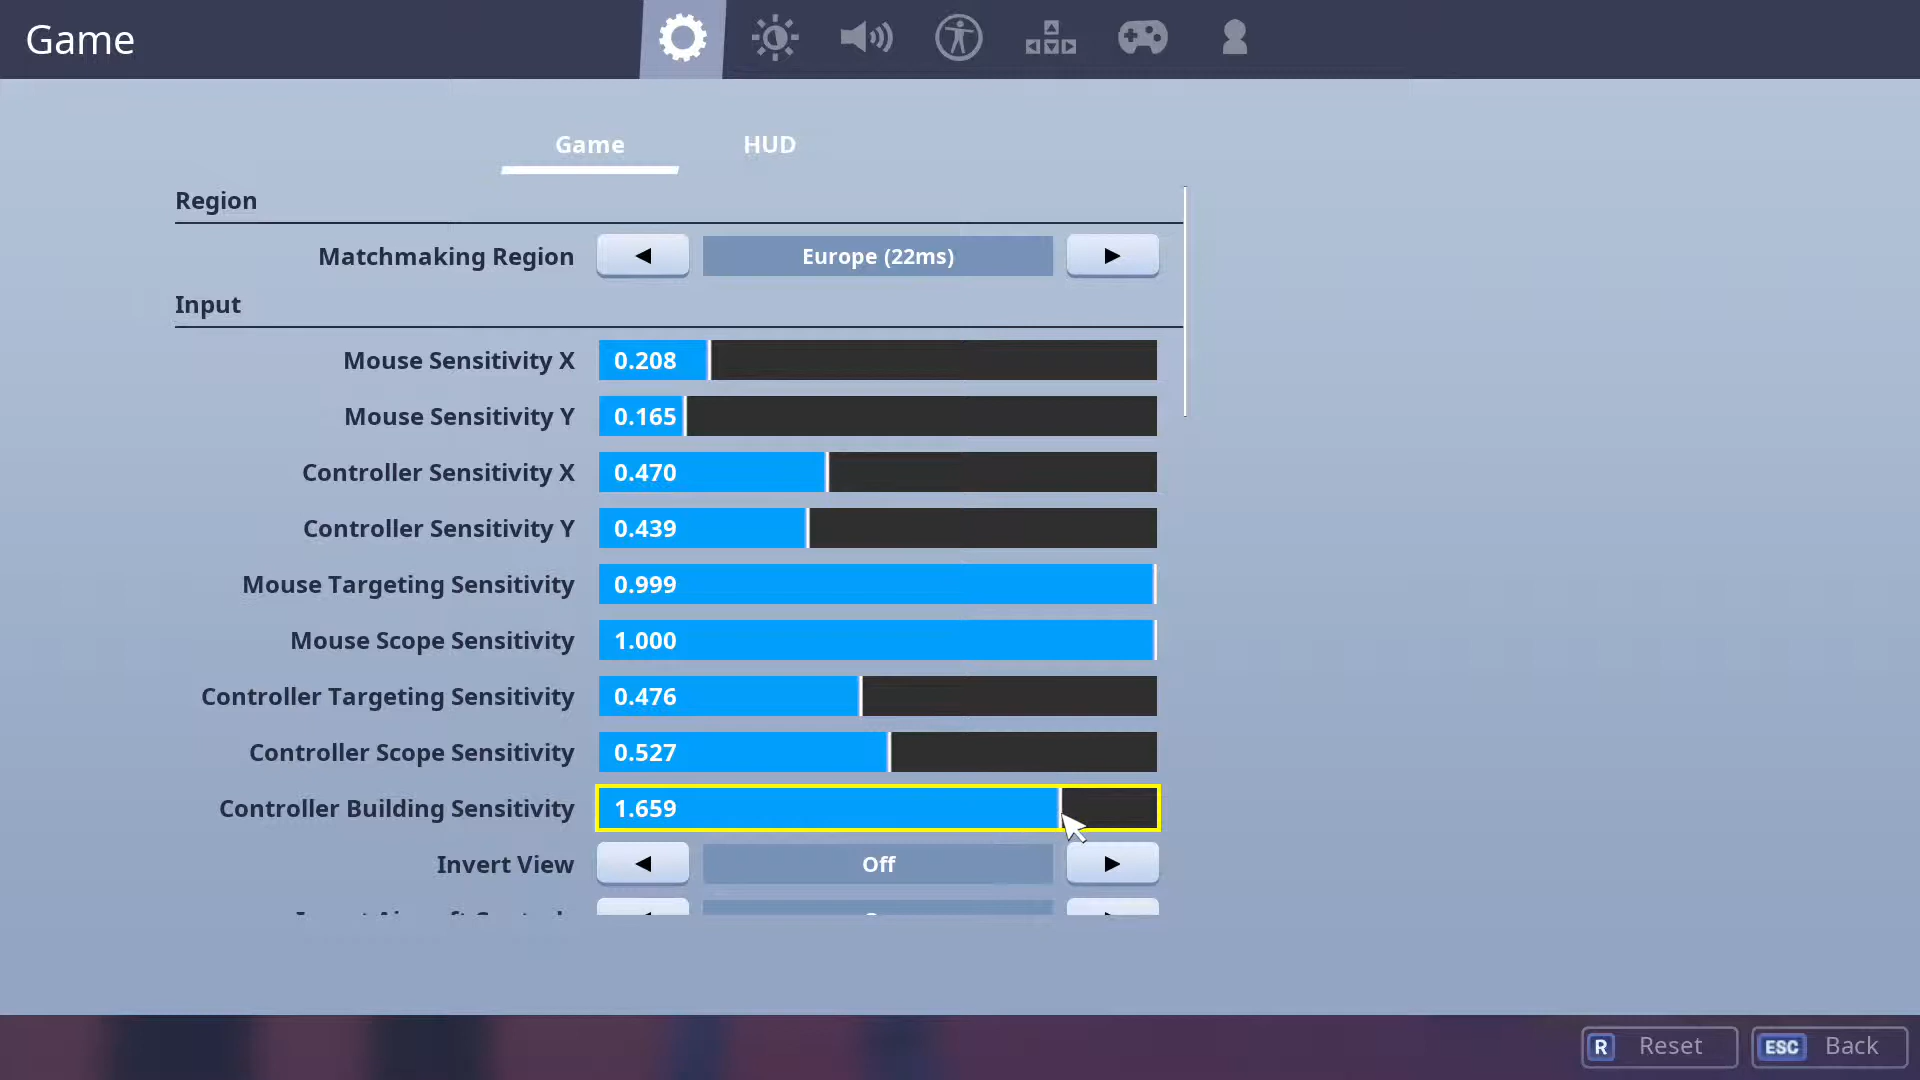 Game
Game
HUD
Region
Matchmaking Region
Europe (22ms)
Input
Mouse Sensitivity X
0.208
Mouse Sensitivity Y
0.165
Controller Sensitivity X
0.470
Controller Sensitivity Y
0.439
Mouse Targeting Sensitivity
0.999
Mouse Scope Sensitivity
1.000
Controller Targeting Sensitivity
0.476
Controller Scope Sensitivity
0.527
Controller Building Sensitivity
1.659
Invert View
Off
R Reset
ESC Back